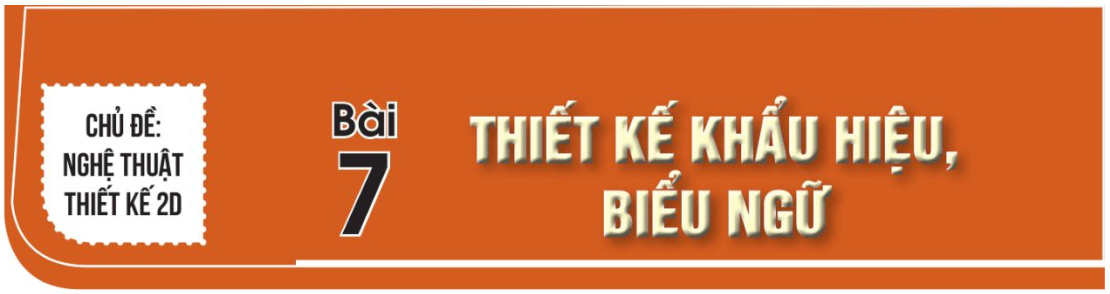 CHỦ ĐỀ:
NGHỆ THUẬT
THIẾT KẾ 2D
Bài
7
THIẾT KẾ KHẨU HIỆU,
BIỂU NGỮ